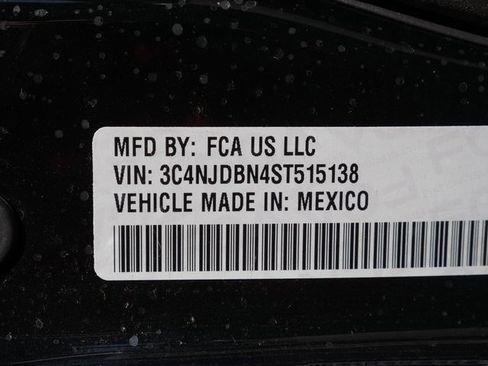 MFD BY: FCA US LLC
VIN: 3C4NJDBN4ST515138
VEHICLE MADE IN: MEXICO